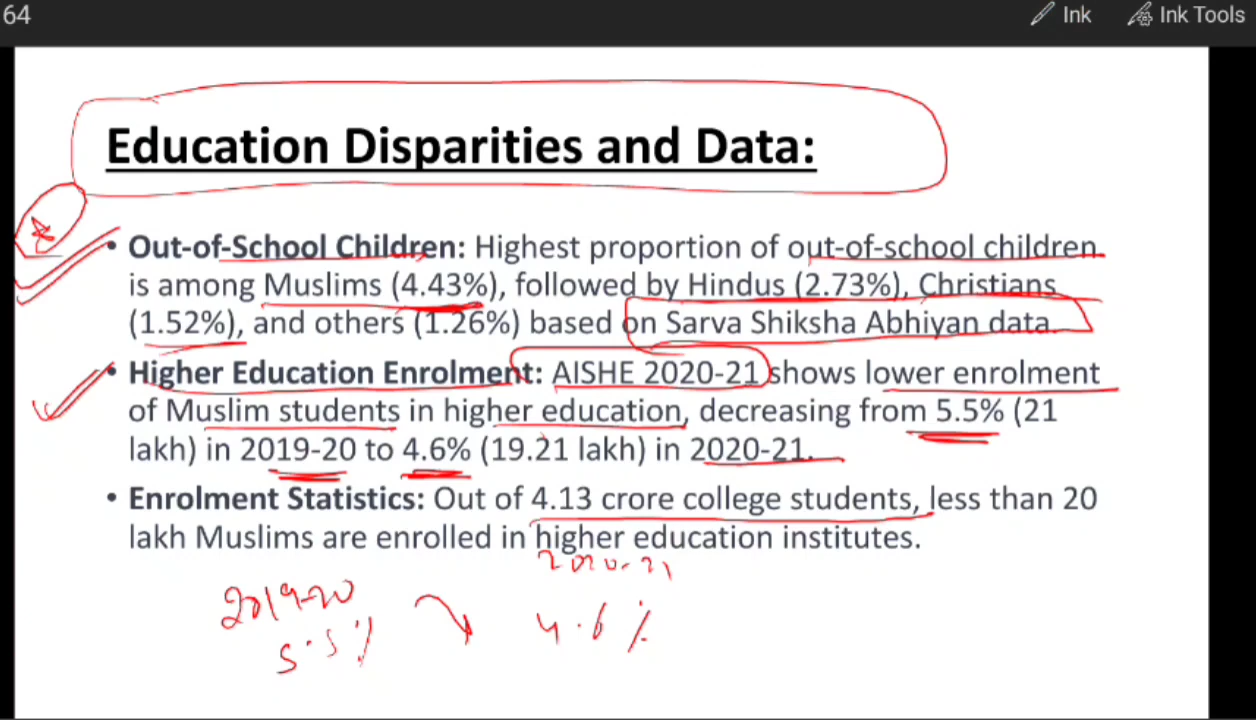 64
Ink
Ink Tools
Education Disparities and Data:
• Out-of-School Children: Highest proportion of out-of-school children
is among Muslims (4.43%), followed by Hindus (2.73%), Christians
(1.52%), and others (1.26%) based on Sarva Shiksha Abhiyan data.
• Higher Education Enrolment: AISHE 2020-21 shows lower enrolment
of Muslim students in higher education, decreasing from 5.5% (21
lakh) in 2019-20 to 4.6% (19.21 lakh) in 2020-21.
• Enrolment Statistics: Out of 4.13 crore college students, less than 20
lakh Muslims are enrolled in higher education institutes.
2019-20
2020-21
5.5%
4.6%